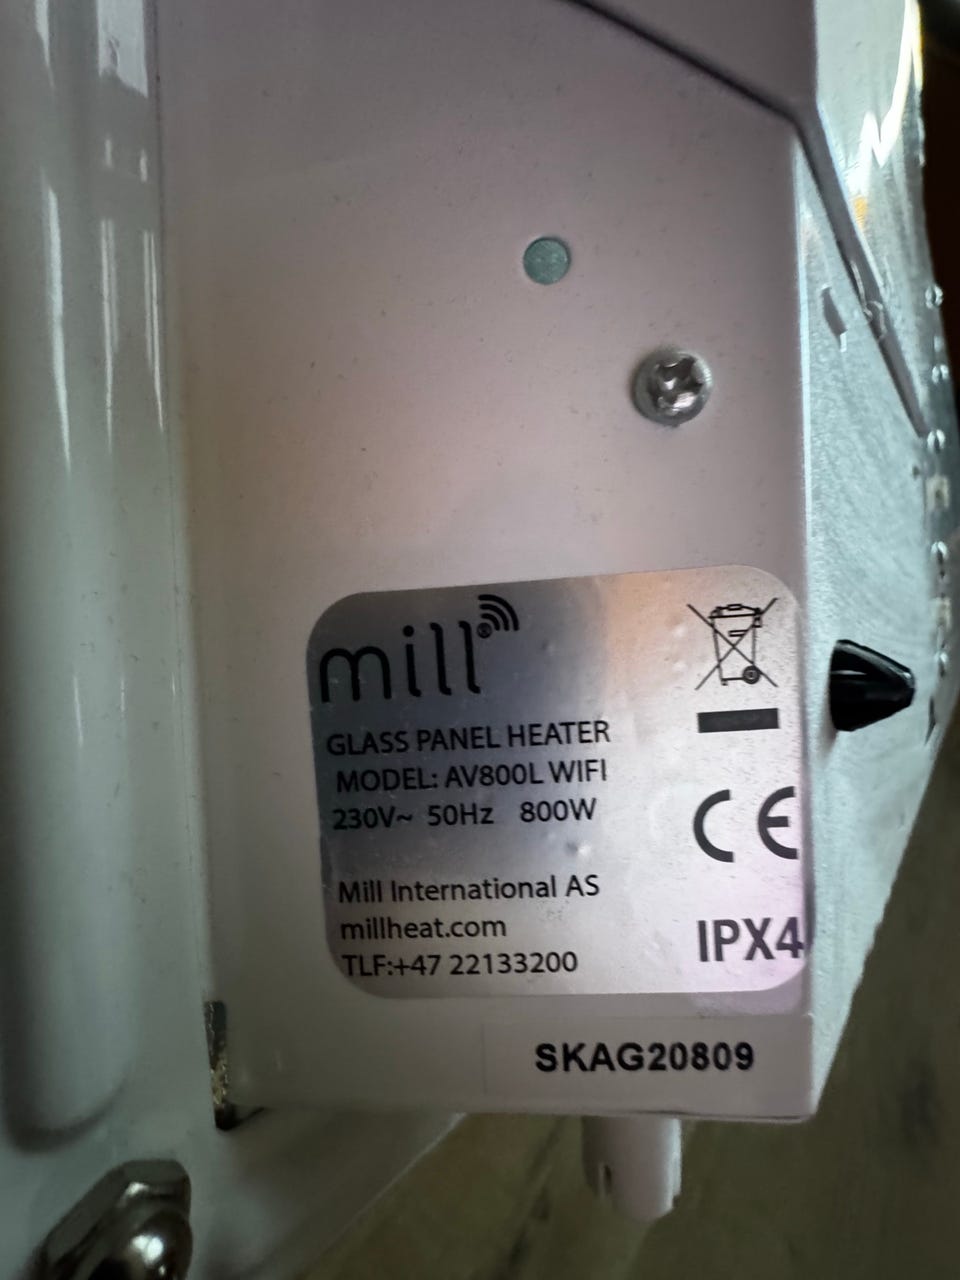 mill®
GLASS PANEL HEATER
MODEL: AV800L WIFI
230V~ 50Hz 800W
Mill International AS
millheat.com
TLF:+47 22133200
CE
IPX4
SKAG20809